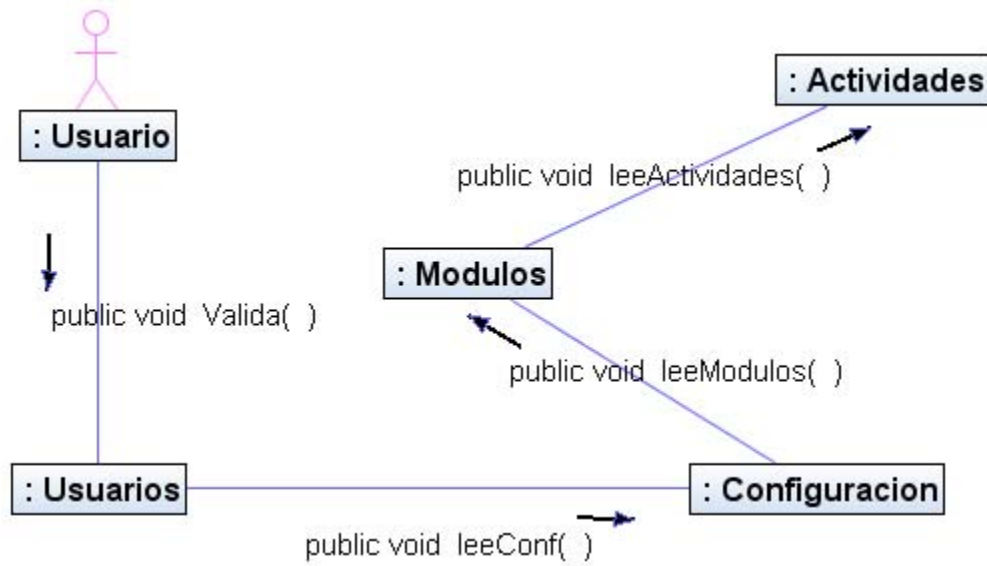 : Actividades
: Usuario
public void leeActividades( )
: Modulos
public void Valida( )
public void leeModulos( )
: Usuarios
: Configuracion
public void leeConf( )